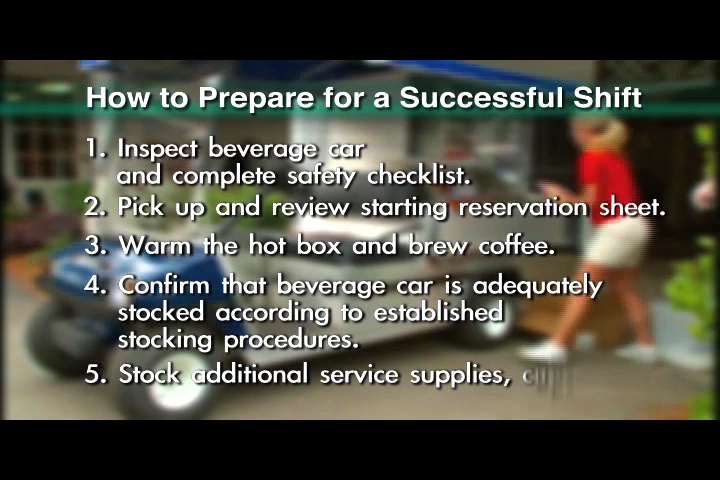 How to Prepare for a Successful Shift
1. Inspect beverage car
and complete safety checklist.
2. Pick up and review starting reservation sheet.
3. Warm the hot box and brew coffee.
4. Confirm that beverage car is adequately
stocked according to established
stocking procedures.
5. Stock additional service supplies,